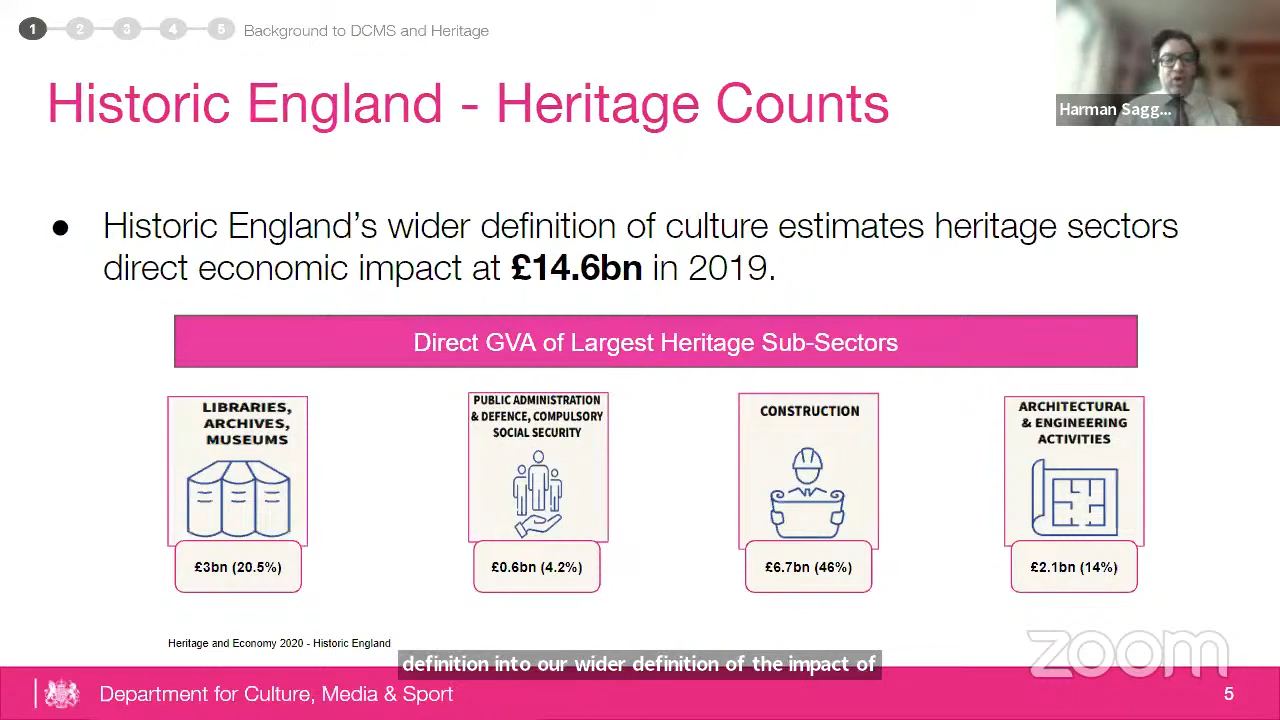 1 2 3 4 5 Background to DCMS and Heritage
Harman Sagg...
Historic England - Heritage Counts
● Historic England’s wider definition of culture estimates heritage sectors
direct economic impact at £14.6bn in 2019.
Direct GVA of Largest Heritage Sub-Sectors
LIBRARIES,
ARCHIVES,
MUSEUMS
£3bn (20.5%)
PUBLIC ADMINISTRATION
& DEFENCE, COMPULSORY
SOCIAL SECURITY
£0.6bn (4.2%)
CONSTRUCTION
£6.7bn (46%)
ARCHITECTURAL
& ENGINEERING
ACTIVITIES
£2.1bn (14%)
Heritage and Economy 2020 - Historic England
zoom
definition into our wider definition of the impact of
Department for Culture, Media & Sport
5